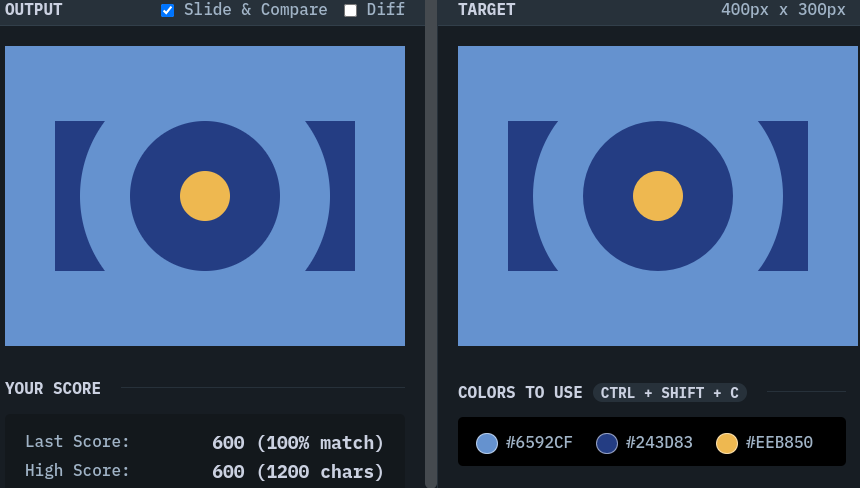 OUTPUT Slide & Compare Diff
TARGET 400px x 300px
YOUR SCORE
Last Score: 600 (100% match)
High Score: 600 (1200 chars)
COLORS TO USE CTRL + SHIFT + C
#6592CF #243D83 #EEB850